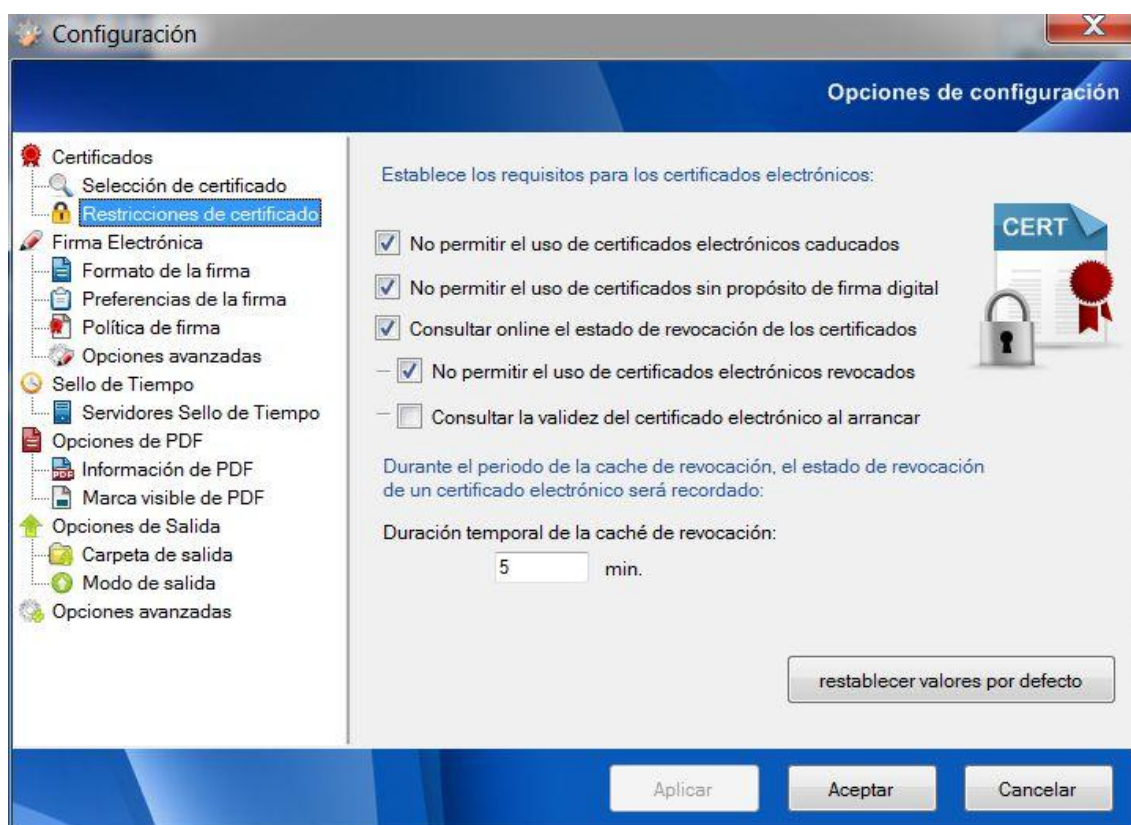 Configuración
Opciones de configuración
Certificados
Selección de certificado
Restricciones de certificado
Firma Electrónica
Formato de la firma
Preferencias de la firma
Política de firma
Opciones avanzadas
Sello de Tiempo
Servidores Sello de Tiempo
Opciones de PDF
Información de PDF
Marca visible de PDF
Opciones de Salida
Carpeta de salida
Modo de salida
Opciones avanzadas
Establece los requisitos para los certificados electrónicos:
CERT
No permitir el uso de certificados electrónicos caducados
No permitir el uso de certificados sin propósito de firma digital
Consultar online el estado de revocación de los certificados
No permitir el uso de certificados electrónicos revocados
Consultar la validez del certificado electrónico al arrancar
Durante el periodo de la cache de revocación, el estado de revocación
de un certificado electrónico será recordado:
Duración temporal de la caché de revocación:
5 min.
restablecer valores por defecto
Aplicar Aceptar Cancelar